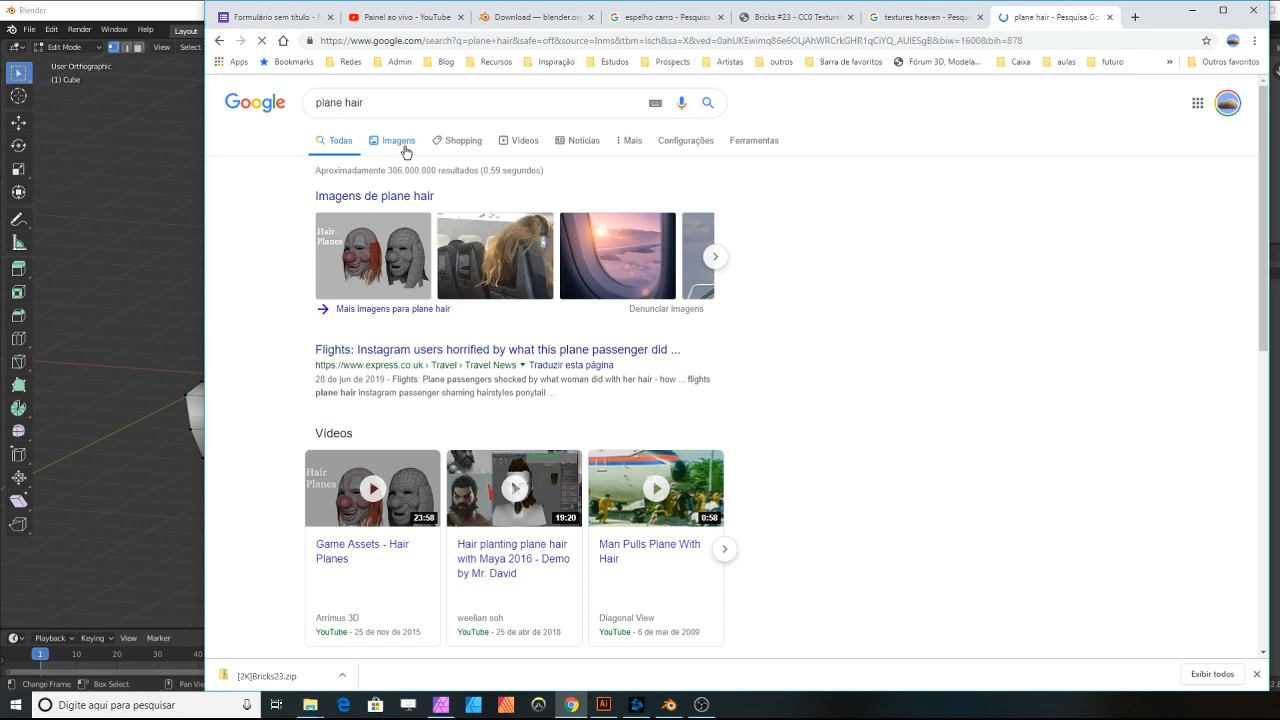 Blender
File Edit Render Window Help Layout
Edit Mode View Select
User Orthographic
(1) Cube
Playback Keying View Marker
1 10 20 30 40
Change Frame Box Select Pan Vie
Formulário sem título - F Painel ao vivo - YouTube Download — blender.org espelho carro - Pesquisa Bricks #23 - CC0 Texture textures heaven - Pesqui plane hair - Pesquisa Go
https://www.google.com/search?q=plane+hair&safe=off&source=lnms&tbm=isch&sa=X&ved=0ahUKEwimq86e6OLjAhWRCrkGHR1qCiYQ_AUIESgB&biw=1600&bih=878
Apps Bookmarks Redes Admin Blog Recursos Inspiração Estudos Prospects Artistas outros Barra de favoritos Fórum 3D, Modela... Caixa aulas futuro » Outros favoritos
Google plane hair
Todas Imagens Shopping Vídeos Notícias Mais Configurações Ferramentas
Aproximadamente 306.000.000 resultados (0,59 segundos)
Imagens de plane hair
Hair
Planes
Mais imagens para plane hair Denunciar imagens
Flights: Instagram users horrified by what this plane passenger did ...
https://www.express.co.uk › Travel › Travel News Traduzir esta página
28 de jun de 2019 - Flights: Plane passengers shocked by what woman did with her hair - how ... flights
plane hair instagram passenger shaming hairstyles ponytail ...
Vídeos
Hair
Planes
23:58 19:20 0:58
Game Assets - Hair
Planes
Arrimus 3D
YouTube - 25 de nov de 2015
Hair planting plane hair
with Maya 2016 - Demo
by Mr. David
weelian soh
YouTube - 25 de abr de 2018
Man Pulls Plane With
Hair
Diagonal View
YouTube - 6 de mai de 2009
[2K]Bricks23.zip Exibir todos
Digite aqui para pesquisar Ai